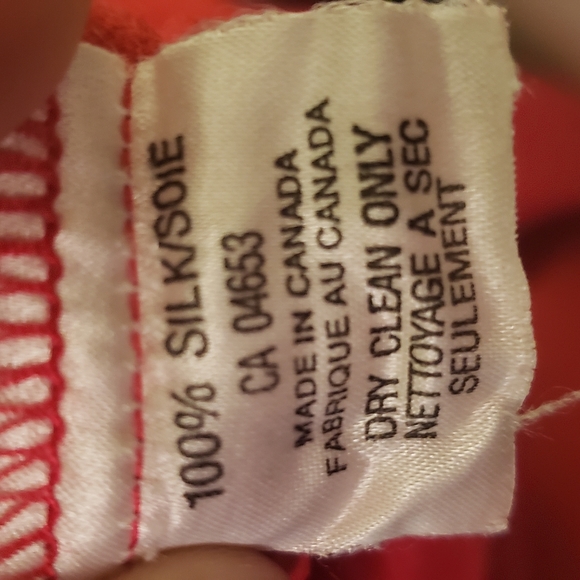 100% SILK/SOIE
CA 04653
MADE IN CANADA
FABRIQUE AU CANADA
DRY CLEAN ONLY
NETTOYAGE A SEC
SEULEMENT